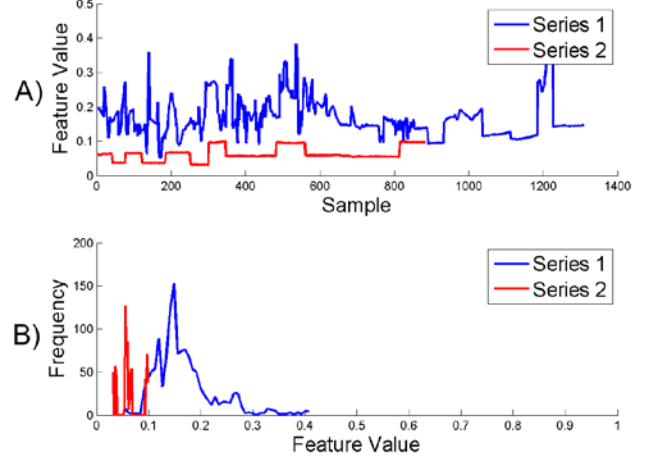 0.5
0.4
0.3
0.2
0.1
0
A)
Feature Value
Series 1
Series 2
0 200 400 600 800 1000 1200 1400
Sample
200
150
100
50
0
B)
Frequency
Series 1
Series 2
0 0.1 0.2 0.3 0.4 0.5 0.6 0.7 0.8 0.9 1
Feature Value